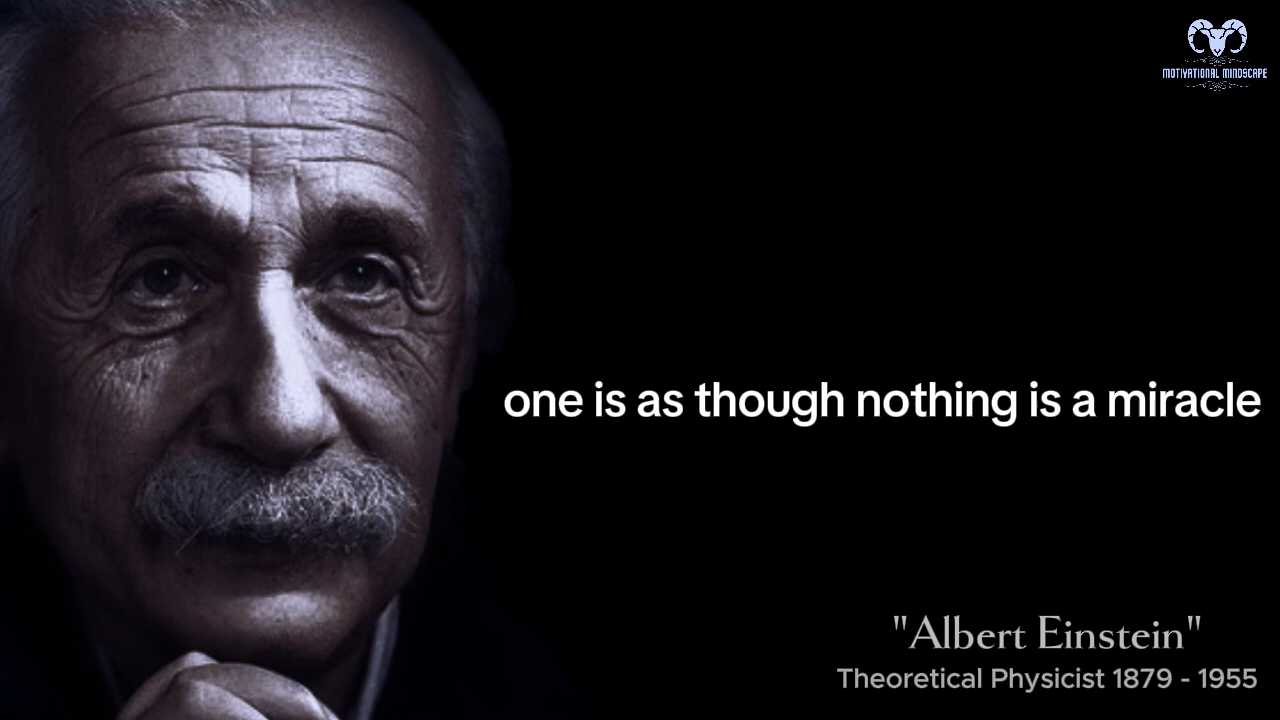 MOTIVATIONAL MINDSCAPE
one is as though nothing is a miracle
"Albert Einstein"
Theoretical Physicist 1879 - 1955